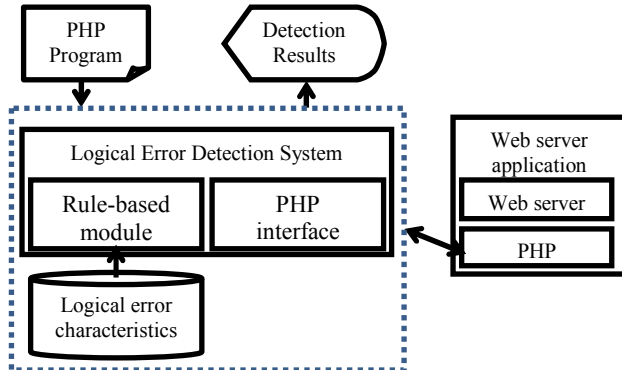 PHP
Program
Detection
Results
Logical Error Detection System
Rule-based
module
PHP
interface
Logical error
characteristics
Web server
application
Web server
PHP